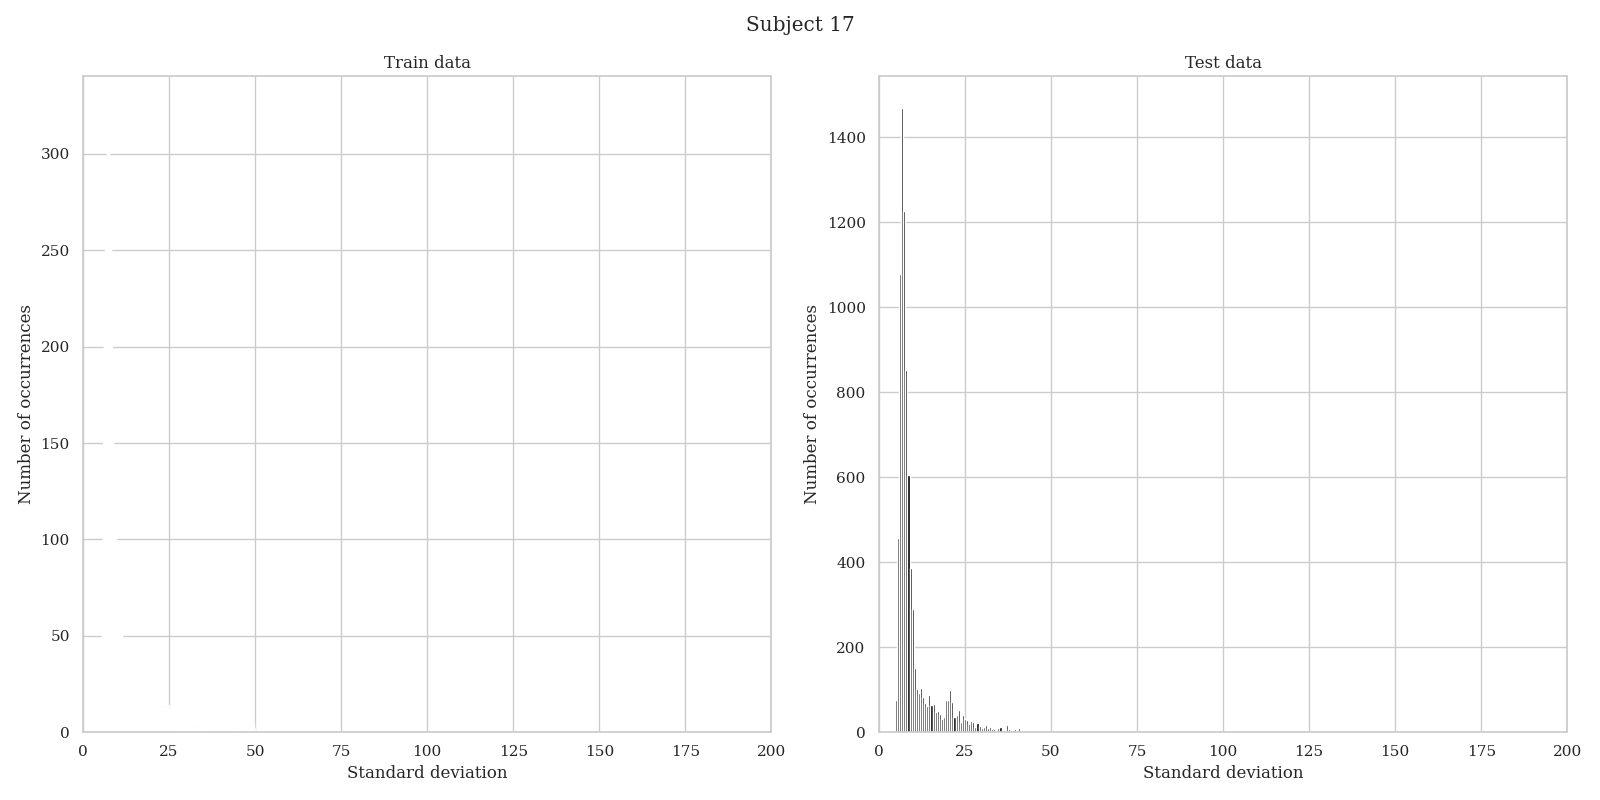 Subject 17
Train data
Number of occurrences
300
250
200
150
100
50
0
0 25 50 75 100 125 150 175 200
Standard deviation
Test data
Number of occurrences
1400
1200
1000
800
600
400
200
0
0 25 50 75 100 125 150 175 200
Standard deviation